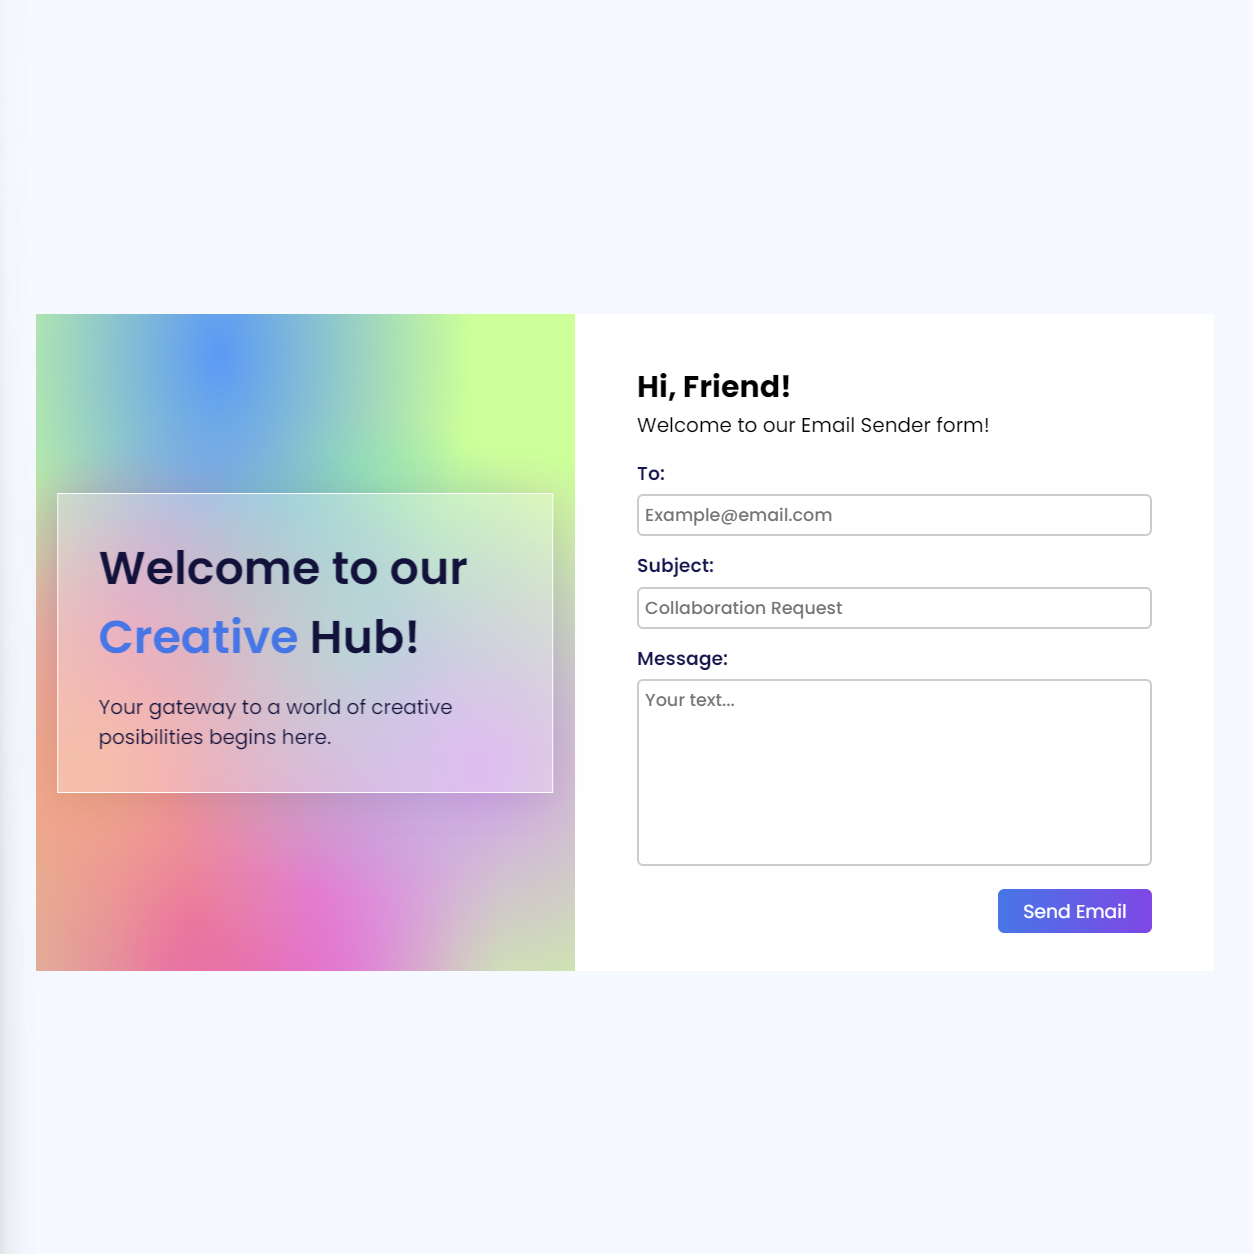 Welcome to our
Creative Hub!
Your gateway to a world of creative
posibilities begins here.
Hi, Friend!
Welcome to our Email Sender form!
To:
Example@email.com
Subject:
Collaboration Request
Message:
Your text...
Send Email